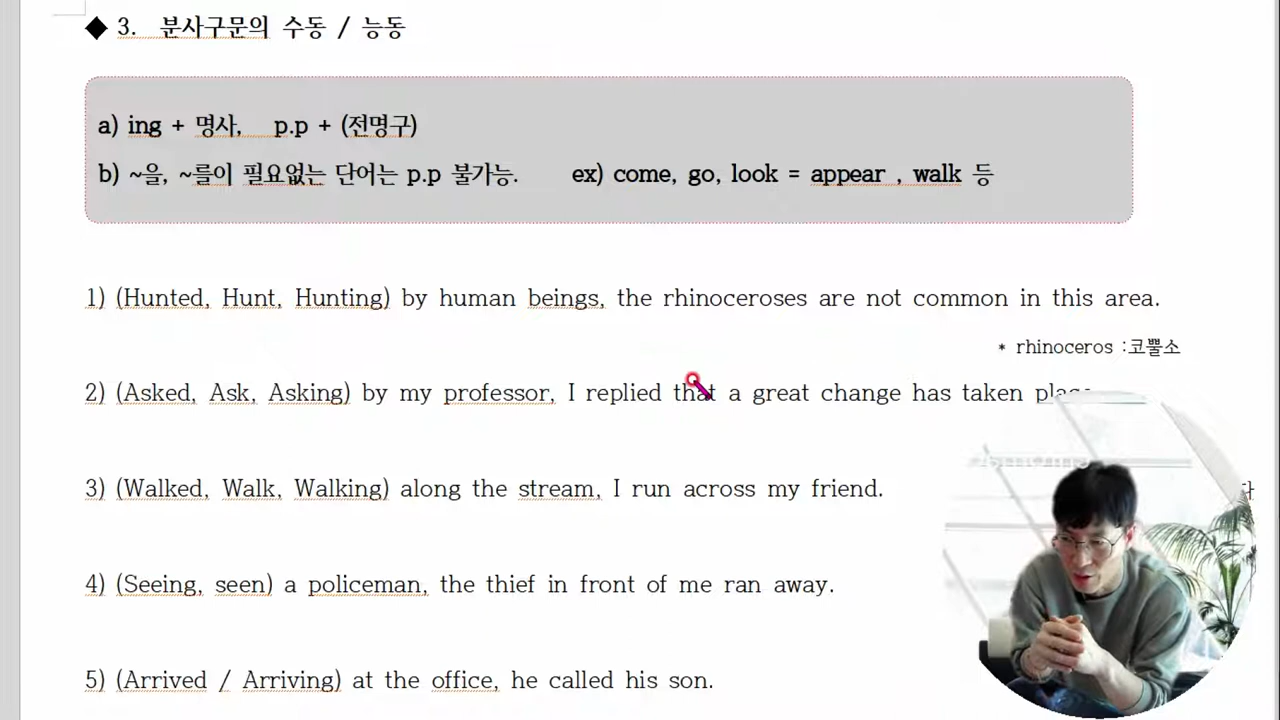 ◆ 3. 분사구문의 수동 / 능동
a) ing + 명사, p.p + (전명구)
b) ~을, ~를이 필요없는 단어는 p.p 불가능. ex) come, go, look = appear , walk 등
1) (Hunted, Hunt, Hunting) by human beings, the rhinoceroses are not common in this area.
* rhinoceros :코뿔소
2) (Asked, Ask, Asking) by my professor, I replied that a great change has taken place
3) (Walked, Walk, Walking) along the stream, I run across my friend.
4) (Seeing, seen) a policeman, the thief in front of me ran away.
5) (Arrived / Arriving) at the office, he called his son.